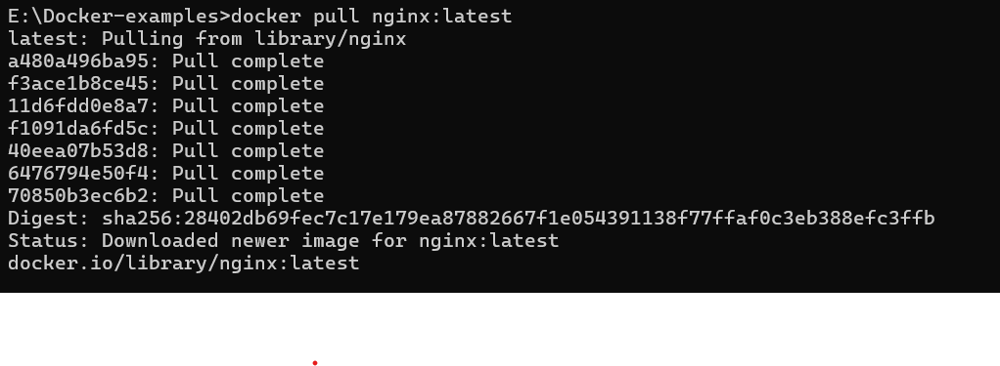 E:\Docker-examples>docker pull nginx:latest
latest: Pulling from library/nginx
a480a496ba95: Pull complete
f3ace1b8ce45: Pull complete
11d6fdd0e8a7: Pull complete
f1091da6fd5c: Pull complete
40eea07b53d8: Pull complete
6476794e50f4: Pull complete
70850b3ec6b2: Pull complete
Digest: sha256:28402db69fec7c17e179ea87882667f1e054391138f77ffaf0c3eb388efc3ffb
Status: Downloaded newer image for nginx:latest
docker.io/library/nginx:latest